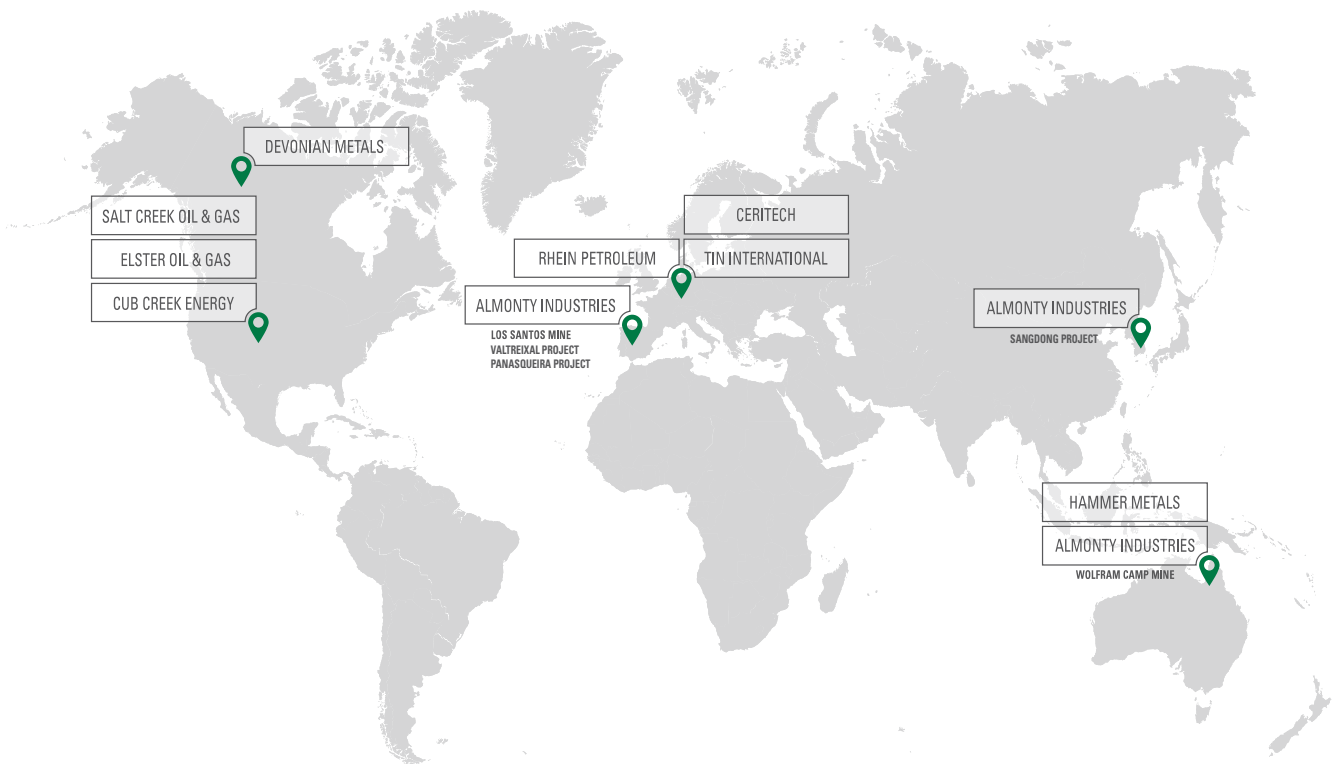 DEVONIAN METALS
SALT CREEK OIL & GAS
ELSTER OIL & GAS
CUB CREEK ENERGY
CERITECH
RHEIN PETROLEUM
TIN INTERNATIONAL
ALMONTY INDUSTRIES
LOS SANTOS MINE
VALTREIXAL PROJECT
PANASQUEIRA PROJECT
ALMONTY INDUSTRIES
SANGDONG PROJECT
HAMMER METALS
ALMONTY INDUSTRIES
WOLFRAM CAMP MINE